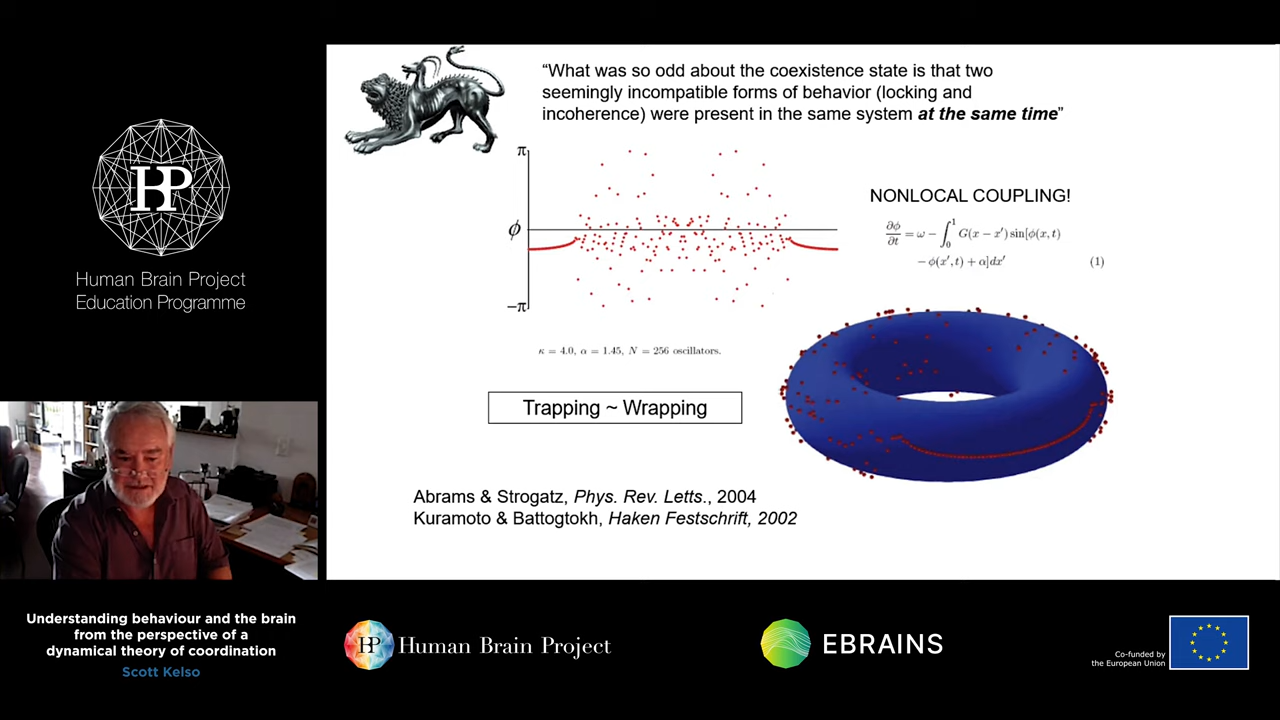 “What was so odd about the coexistence state is that two
seemingly incompatible forms of behavior (locking and
incoherence) were present in the same system at the same time”
π
ϕ
−π
κ = 4.0, α = 1.45, N = 256 oscillators.
NONLOCAL COUPLING!
∂ϕ/∂t = ω − ∫₀¹ G(x − x′) sin[ϕ(x, t)
− ϕ(x′, t) + α]dx′ (1)
Trapping ~ Wrapping
Abrams & Strogatz, Phys. Rev. Letts., 2004
Kuramoto & Battogtokh, Haken Festschrift, 2002
HP
Human Brain Project
Education Programme
Understanding behaviour and the brain
from the perspective of a
dynamical theory of coordination
Scott Kelso
HP Human Brain Project
EBRAINS
Co-funded by
the European Union